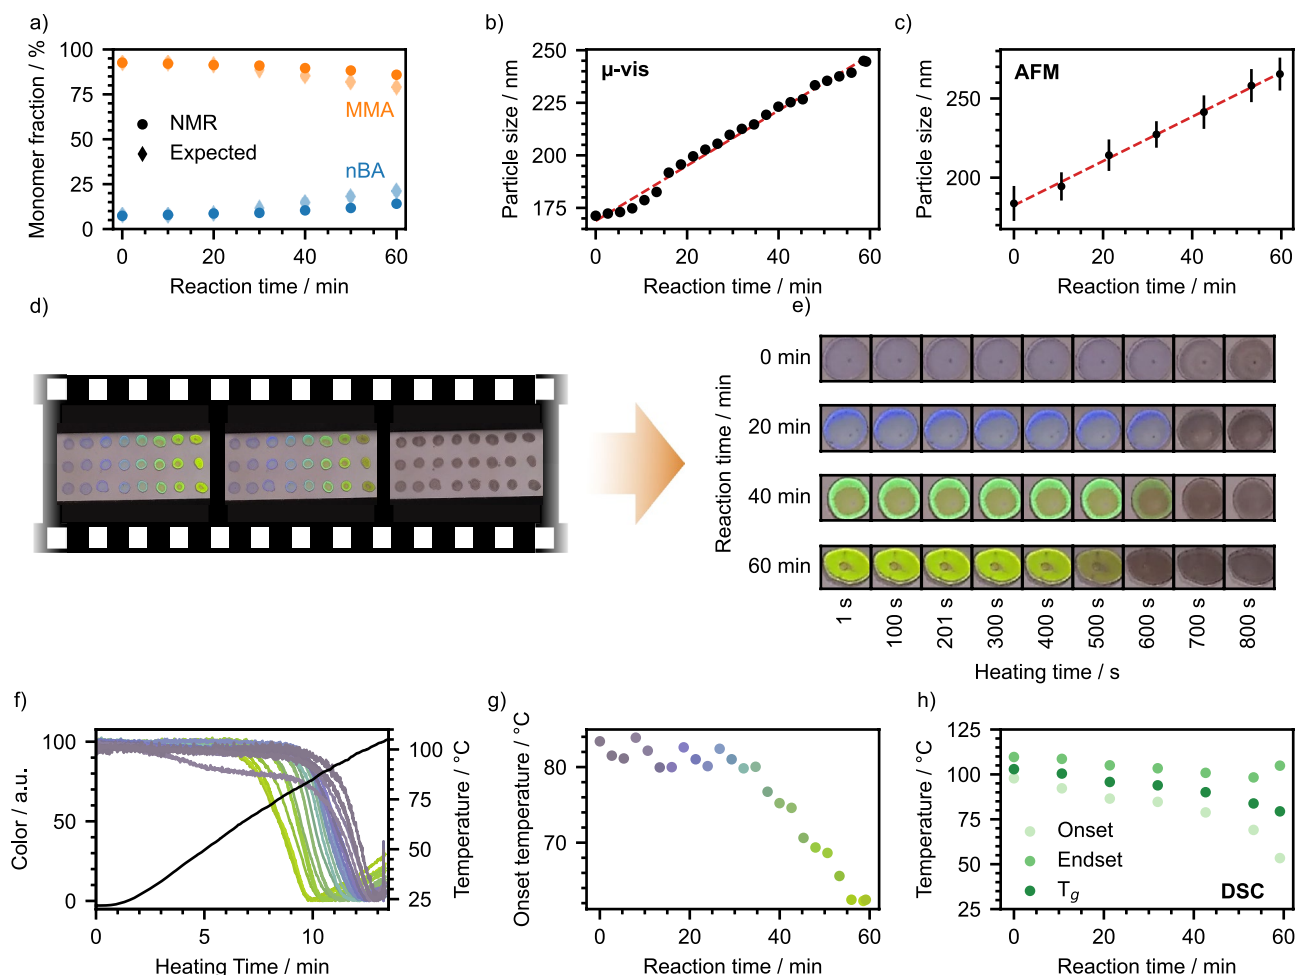 a)
100
75
50
25
0
Monomer fraction / %
MMA
NMR
Expected
nBA
0 20 40 60
Reaction time / min
b)
250
225
200
175
Particle size / nm
µ-vis
0 20 40 60
Reaction time / min
c)
250
200
Particle size / nm
AFM
0 20 40 60
Reaction time / min
d)
e)
Reaction time / min
0 min
20 min
40 min
60 min
1 s
100 s
201 s
300 s
400 s
500 s
600 s
700 s
800 s
Heating time / s
f)
100
50
0
Color / a.u.
100
75
50
25
Temperature / °C
0 5 10
Heating Time / min
g)
80
70
Onset temperature / °C
0 20 40 60
Reaction time / min
h)
125
100
75
50
25
Temperature / °C
Onset
Endset
Tg
DSC
0 20 40 60
Reaction time / min